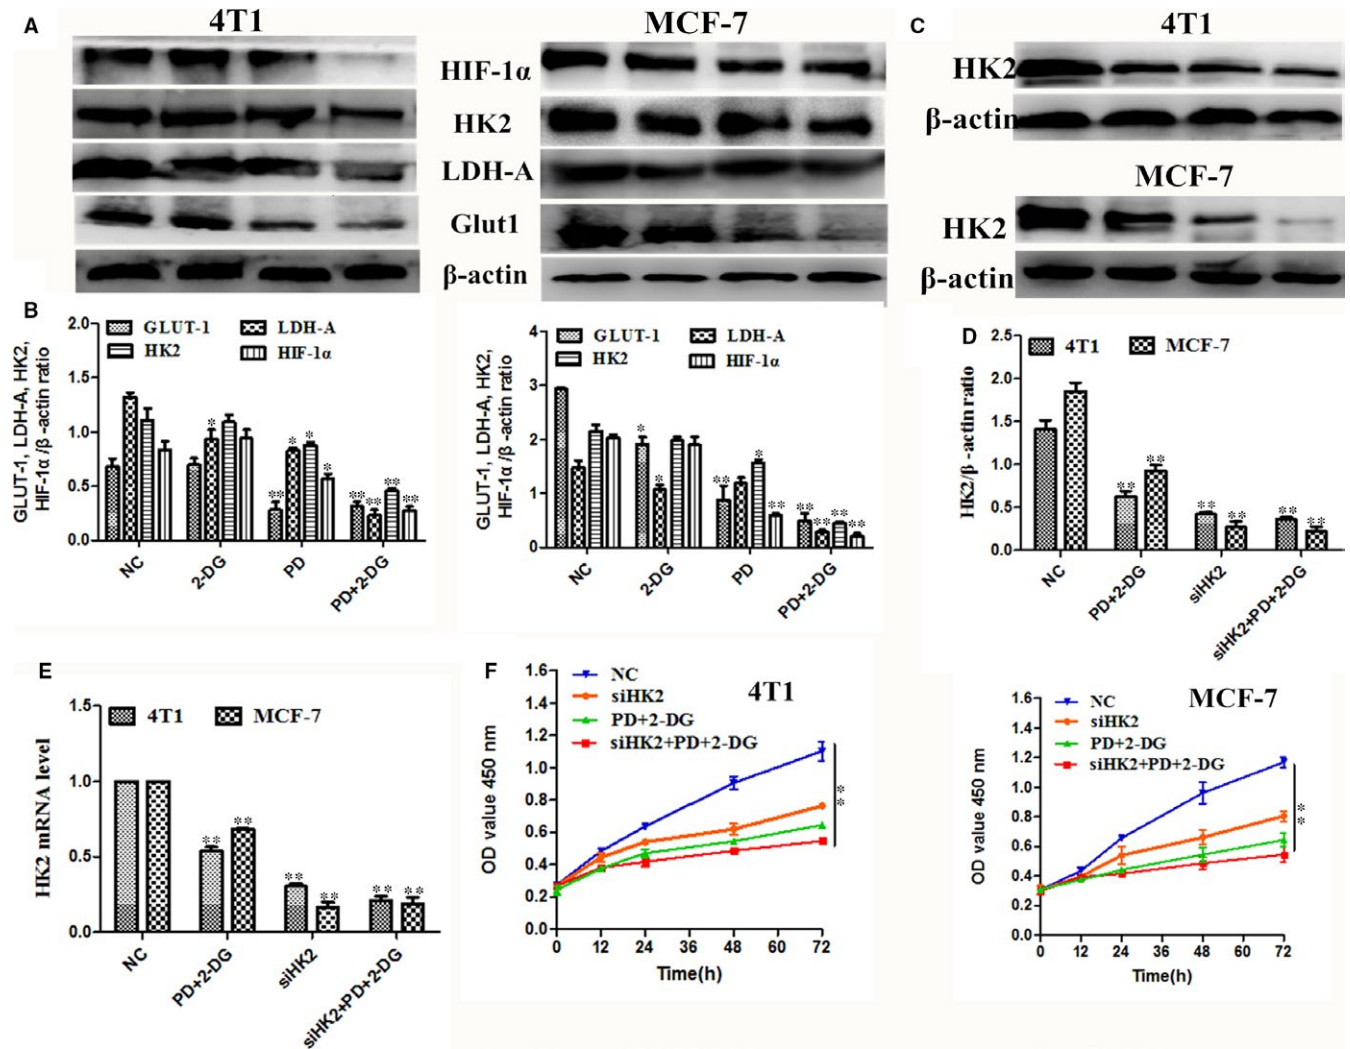 A
4T1
MCF-7
HIF-1α
HK2
LDH-A
Glut1
β-actin
C
4T1
HK2
β-actin
MCF-7
HK2
β-actin
B
GLUT-1, LDH-A, HK2,
HIF-1α /β -actin ratio
2.0
1.5
1.0
0.5
0.0
GLUT-1
LDH-A
HK2
HIF-1α
*
* * *
** **
** ** **
NC
2-DG
PD
PD+2-DG
GLUT-1, LDH-A, HK2,
HIF-1α /β -actin ratio
4
3
2
1
0
GLUT-1
LDH-A
HK2
HIF-1α
* *
** * **
** ** ** **
NC
2-DG
PD
PD+2-DG
D
HK2/β -actin ratio
2.5
2.0
1.5
1.0
0.5
0.0
4T1
MCF-7
** **
** **
** **
NC
PD+2-DG
siHK2
siHK2+PD+2-DG
E
HK2 mRNA level
1.5
1.0
0.5
0.0
4T1
MCF-7
** **
** **
** **
NC
PD+2-DG
siHK2
siHK2+PD+2-DG
F
4T1
OD value 450 nm
1.6
1.4
1.2
1.0
0.8
0.6
0.4
0.2
0.0
NC
siHK2
PD+2-DG
siHK2+PD+2-DG
**
0 12 24 36 48 60 72
Time(h)
MCF-7
OD value 450 nm
1.6
1.4
1.2
1.0
0.8
0.6
0.4
0.2
0.0
NC
siHK2
PD+2-DG
siHK2+PD+2-DG
**
0 12 24 36 48 60 72
Time(h)